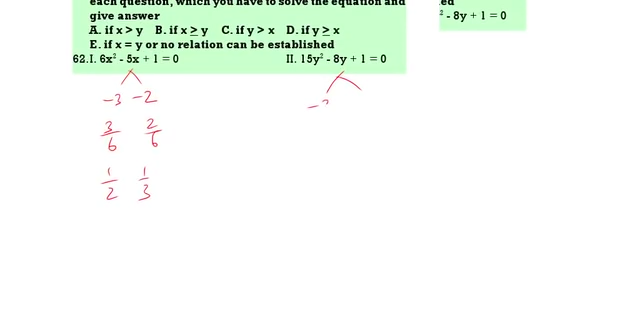 each question, which you have to solve the equation and
give answer
A. if x > y B. if x ≥ y C. if y > x D. if y ≥ x
E. if x = y or no relation can be established
62.I. 6x² - 5x + 1 = 0 II. 15y² - 8y + 1 = 0
ed
² - 8y + 1 = 0
-3 -2
3/6 2/6
1/2 1/3